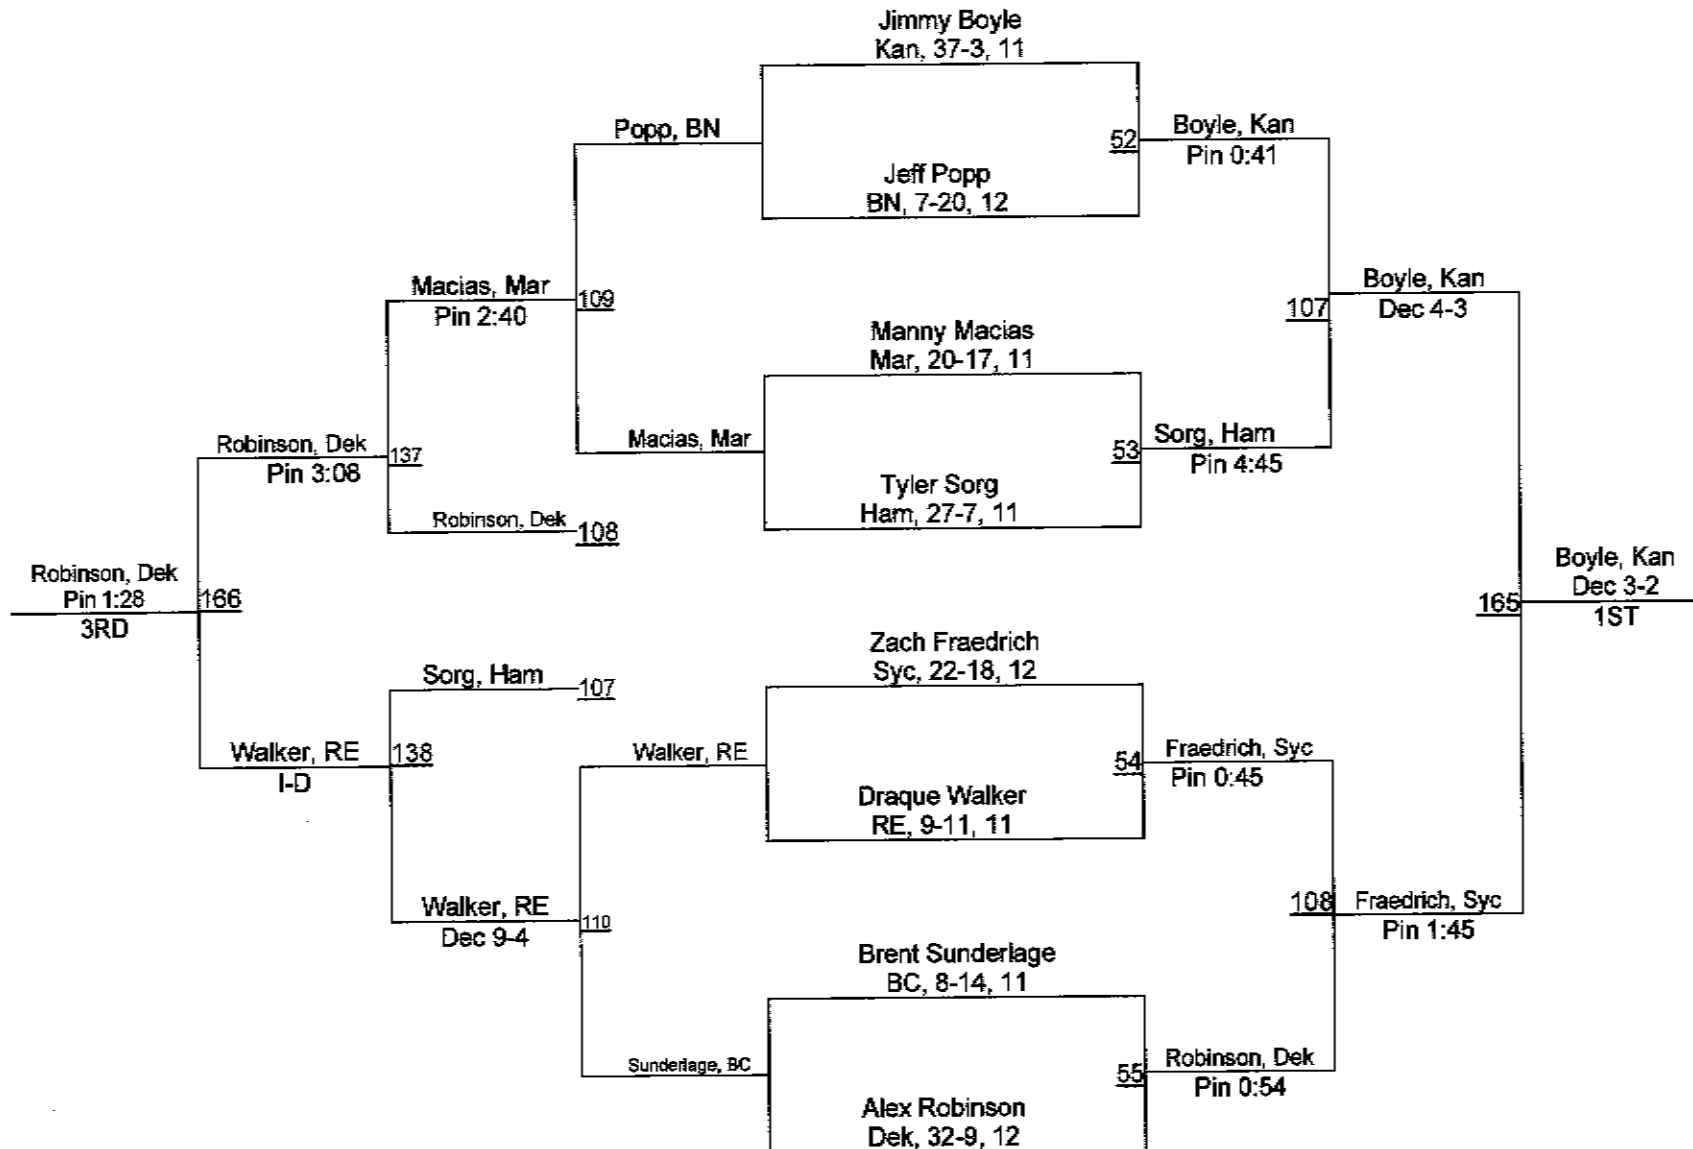 Jimmy Boyle
Kan, 37-3, 11
Popp, BN
52
Boyle, Kan
Pin 0:41
Jeff Popp
BN, 7-20, 12
Macias, Mar
Pin 2:40
109
107
Boyle, Kan
Dec 4-3
Manny Macias
Mar, 20-17, 11
Robinson, Dek
Pin 3:08
137
Macias, Mar
53
Sorg, Ham
Pin 4:45
Tyler Sorg
Ham, 27-7, 11
Robinson, Dek
108
Robinson, Dek
Pin 1:28
3RD
166
165
Boyle, Kan
Dec 3-2
1ST
Zach Fraedrich
Syc, 22-18, 12
Sorg, Ham
107
Walker, RE
I-D
138
Walker, RE
54
Fraedrich, Syc
Pin 0:45
Draque Walker
RE, 9-11, 11
Walker, RE
Dec 9-4
110
108
Fraedrich, Syc
Pin 1:45
Brent Sunderlage
BC, 8-14, 11
Sunderlage, BC
55
Robinson, Dek
Pin 0:54
Alex Robinson
Dek, 32-9, 12